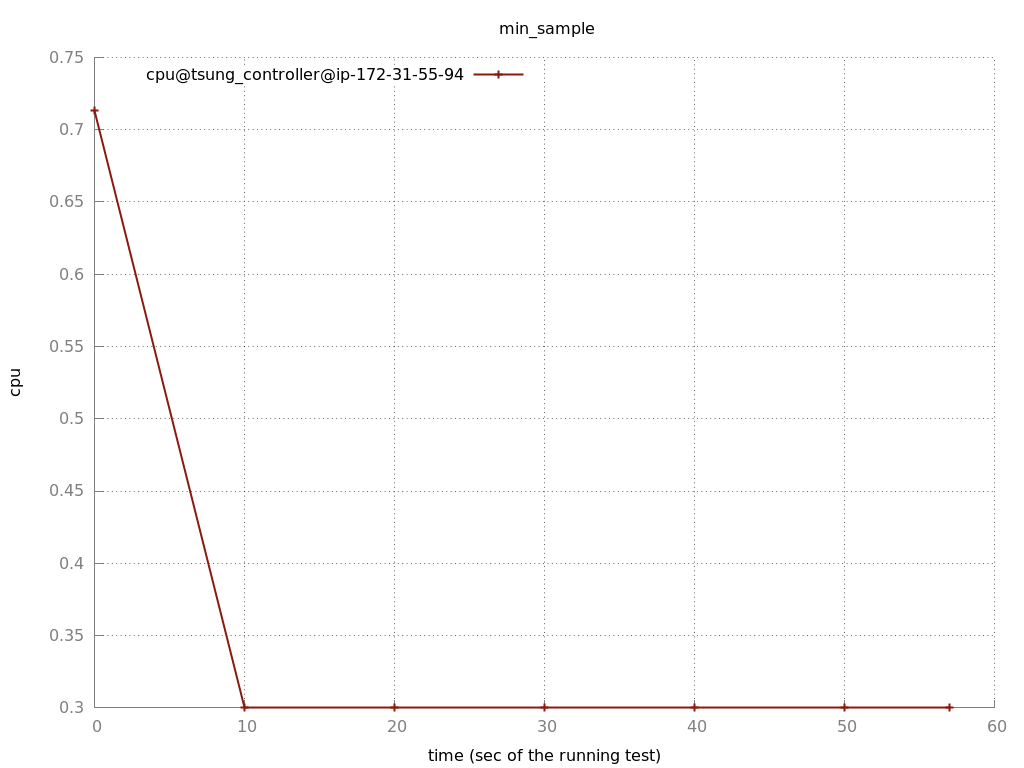 min_sample
cpu@tsung_controller@ip-172-31-55-94
0.75
0.7
0.65
0.6
0.55
0.5
0.45
0.4
0.35
0.3
cpu
0 10 20 30 40 50 60
time (sec of the running test)